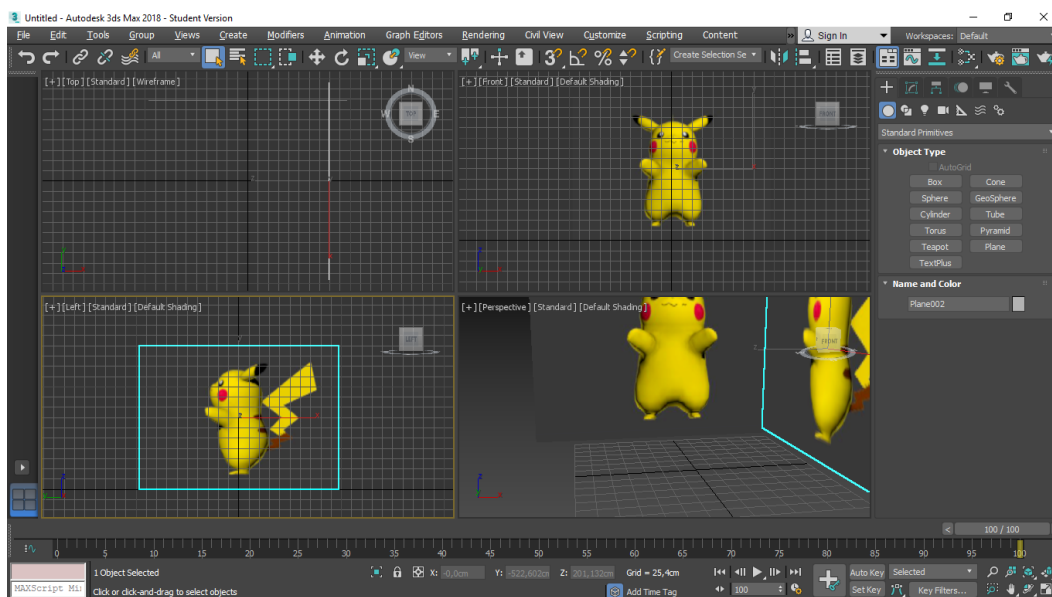 Untitled - Autodesk 3ds Max 2018 - Student Version
File Edit Tools Group Views Create Modifiers Animation Graph Editors Rendering Civil View Customize Scripting Content » Sign In Workspaces: Default
All View Create Selection Se
[+] [Top] [Standard] [Wireframe]
[+] [Front] [Standard] [Default Shading]
N
W TOP E
S
FRONT
Standard Primitives
Object Type
AutoGrid
Box Cone
Sphere GeoSphere
Cylinder Tube
Torus Pyramid
Teapot Plane
TextPlus
Name and Color
Plane002
[+] [Left] [Standard] [Default Shading]
[+] [Perspective] [Standard] [Default Shading]
LEFT
FRONT
< 100 / 100
0 5 10 15 20 25 30 35 40 45 50 55 60 65 70 75 80 85 90 95 100
1 Object Selected X: -0,0cm Y: -522,602cm Z: 201,132cm Grid = 25,4cm Auto Key Selected
MAXScript Mi Click or click-and-drag to select objects Add Time Tag 100 Set Key Key Filters...